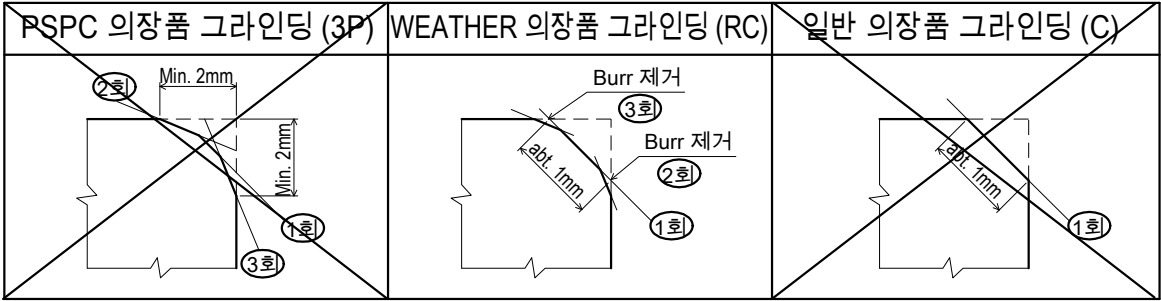 PSPC 의장품 그라인딩 (3P)
WEATHER 의장품 그라인딩 (RC)
일반 의장품 그라인딩 (C)
2회
Min. 2mm
Min. 2mm
1회
3회
Burr 제거
3회
Burr 제거
2회
abt. 1mm
1회
abt. 1mm
1회